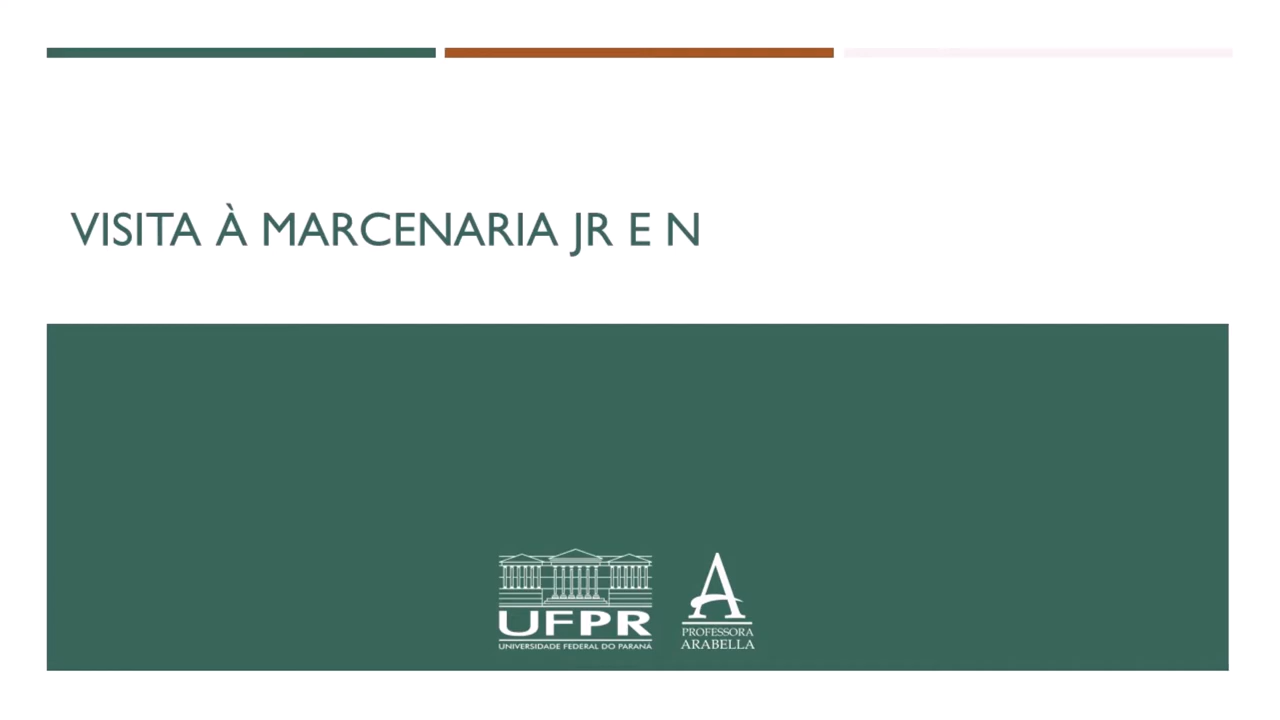 VISITA À MARCENARIA JR E N
UFPR
UNIVERSIDADE FEDERAL DO PARANÁ
A
PROFESSORA
ARABELLA